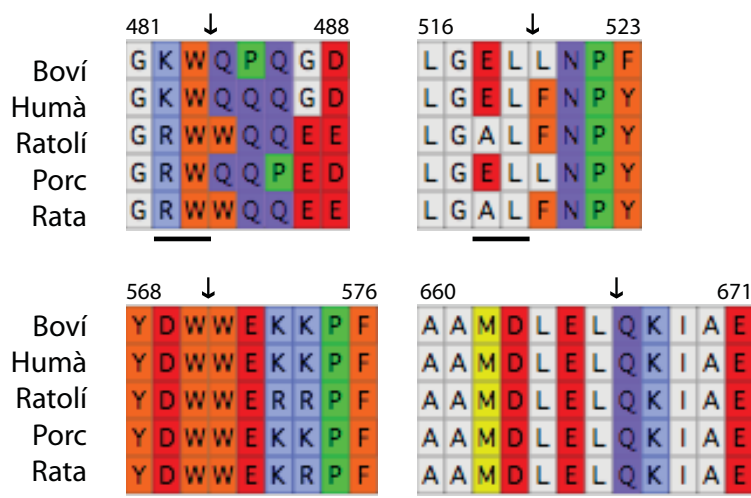 481 ↓ 488
Boví G K W Q P Q G D
Humà G K W Q Q Q G D
Ratolí G R W W Q Q E E
Porc G R W Q Q P E D
Rata G R W W Q Q E E
516 ↓ 523
L G E L L N P F
L G E L F N P Y
L G A L F N P Y
L G E L L N P Y
L G A L F N P Y
568 ↓ 576
Boví Y D W W E K K P F
Humà Y D W W E K K P F
Ratolí Y D W W E R R P F
Porc Y D W W E K K P F
Rata Y D W W E K R P F
660 ↓ 671
A A M D L E L Q K I A E
A A M D L E L Q K I A E
A A M D L E L Q K I A E
A A M D L E L Q K I A E
A A M D L E L Q K I A E